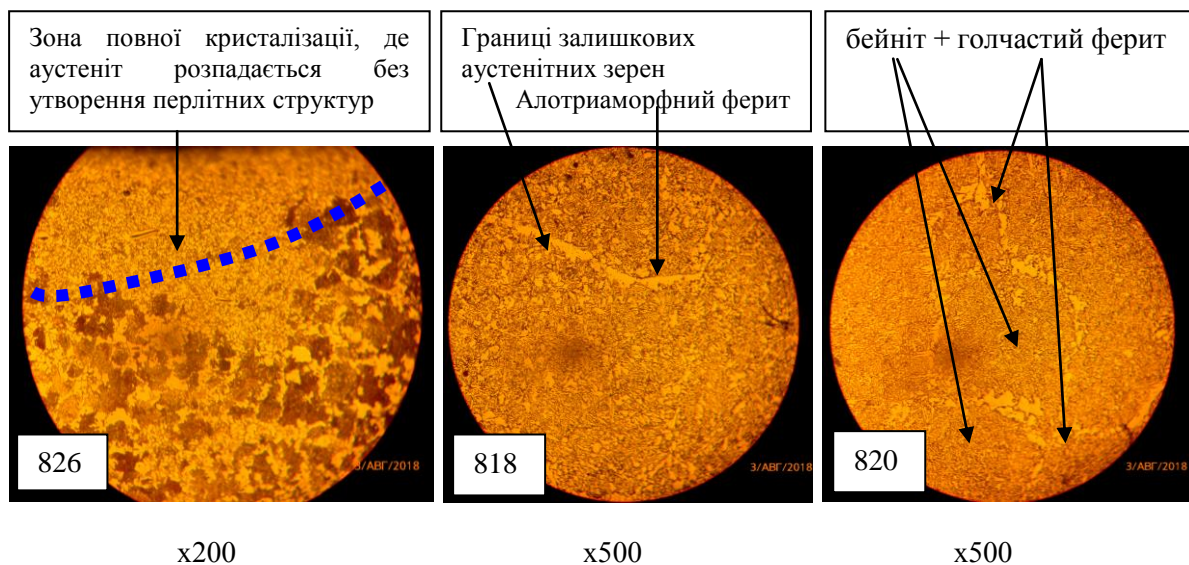 Зона повної кристалізації, де
аустеніт розпадається без
утворення перлітних структур
Границі залишкових
аустенітних зерен
Алотриаморфний ферит
бейніт + голчастий ферит
826
3/АВГ/2018
818
3/АВГ/2018
820
3/АВГ/2018
x200
x500
x500